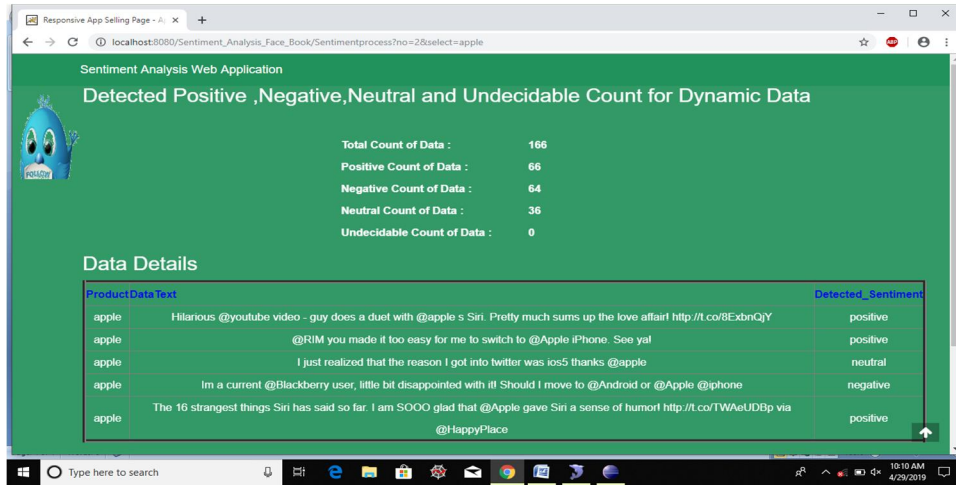 Responsive App Selling Page - A
localhost:8080/Sentiment_Analysis_Face_Book/Sentimentprocess?no=2&select=apple
ABP
Sentiment Analysis Web Application
Detected Positive ,Negative,Neutral and Undecidable Count for Dynamic Data
FOLLOW
Total Count of Data : 166
Positive Count of Data : 66
Negative Count of Data : 64
Neutral Count of Data : 36
Undecidable Count of Data : 0
Data Details
Product DataText Detected_Sentiment
apple Hilarious @youtube video - guy does a duet with @apple s Siri. Pretty much sums up the love affair! http://t.co/8ExbnQjY positive
apple @RIM you made it too easy for me to switch to @Apple iPhone. See ya! positive
apple I just realized that the reason I got into twitter was ios5 thanks @apple neutral
apple Im a current @Blackberry user, little bit disappointed with it! Should I move to @Android or @Apple @iphone negative
apple The 16 strangest things Siri has said so far. I am SOOO glad that @Apple gave Siri a sense of humor! http://t.co/TWAeUDBp via
@HappyPlace positive
Type here to search
10:10 AM
4/29/2019